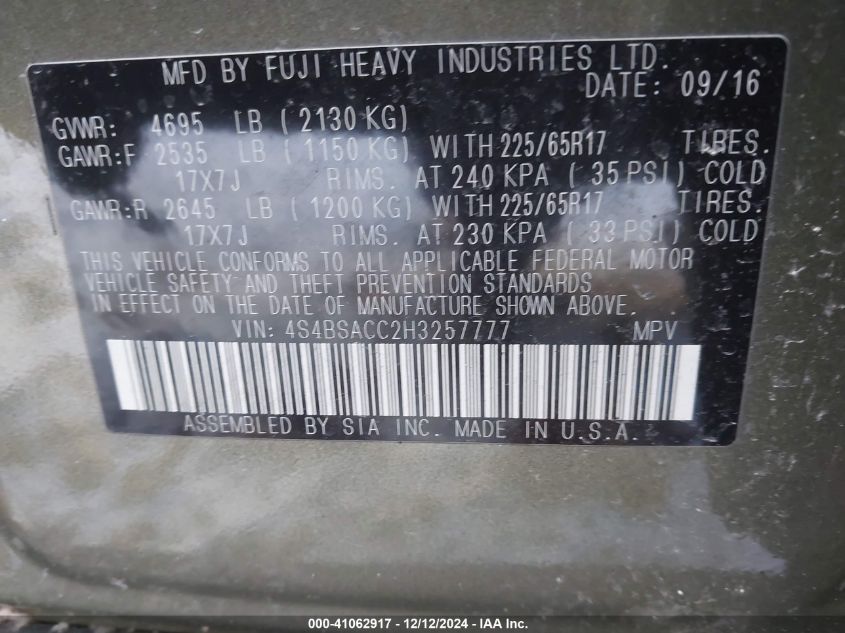 MFD BY FUJI HEAVY INDUSTRIES LTD.
DATE: 09/16
GVWR: 4695 LB (2130 KG)
GAWR:F 2535 LB (1150 KG) WITH 225/65R17 TIRES.
17X7J RIMS. AT 240 KPA (35 PSI) COLD
GAWR:R 2645 LB (1200 KG) WITH 225/65R17 TIRES.
17X7J RIMS. AT 230 KPA (33 PSI) COLD
THIS VEHICLE CONFORMS TO ALL APPLICABLE FEDERAL MOTOR
VEHICLE SAFETY AND THEFT PREVENTION STANDARDS
IN EFFECT ON THE DATE OF MANUFACTURE SHOWN ABOVE.
VIN: 4S4BSACC2H3257777 MPV
ASSEMBLED BY SIA INC. MADE IN U.S.A.
000-41062917 - 12/12/2024 - IAA Inc.